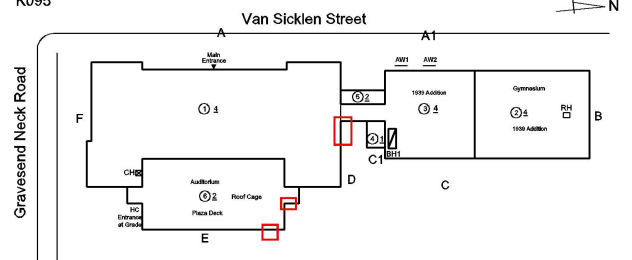 K095
Van Sicklen Street
N
A
A1
Main
Entrance
AW1 AW2
5 2
1939 Addition
Gymnasium
F
1 4
3 4
2 4
RH
B
1939 Addition
4 1
BH1
C1
Gravesend Neck Road
CH
Auditorium
D
C
6 2
Roof Cage
HC
Entrance
at Grade
Plaza Deck
E